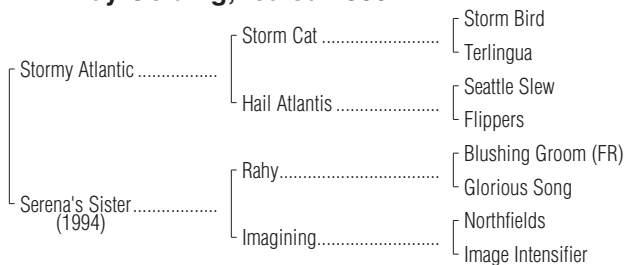 Storm Bird
Storm Cat ........................
Terlingua
Stormy Atlantic ................
Seattle Slew
Hail Atlantis .....................
Flippers
Blushing Groom (FR)
Rahy................................
Glorious Song
Serena's Sister.................
(1994)
Northfields
Imagining.........................
Image Intensifier